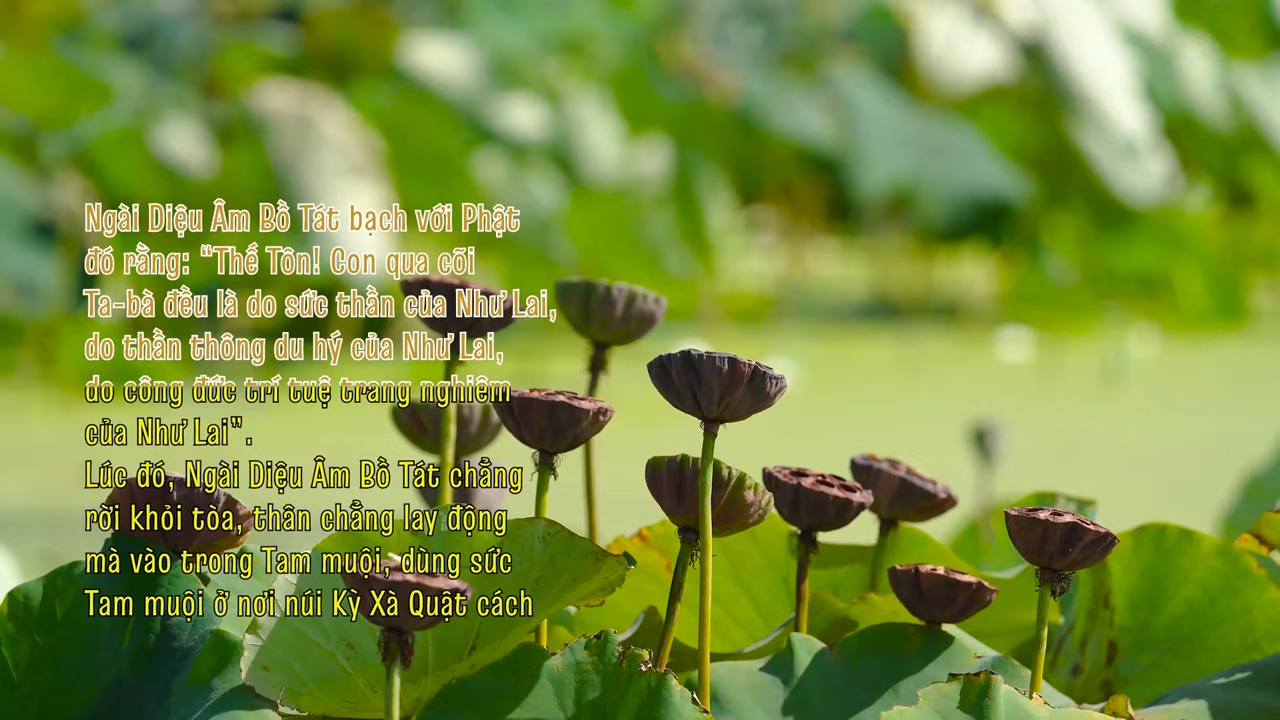 Ngài Diệu Âm Bồ Tát bạch với Phật
đó rằng: “Thế Tôn! Con qua cõi
Ta-bà đều là do sức thần của Như Lai,
do thần thông du hý của Như Lai,
do công đức trí tuệ trang nghiêm
của Như Lai”.
Lúc đó, Ngài Diệu Âm Bồ Tát chẳng
rời khỏi tòa, thân chẳng lay động
mà vào trong Tam muội, dùng sức
Tam muội ở nơi núi Kỳ Xà Quật cách